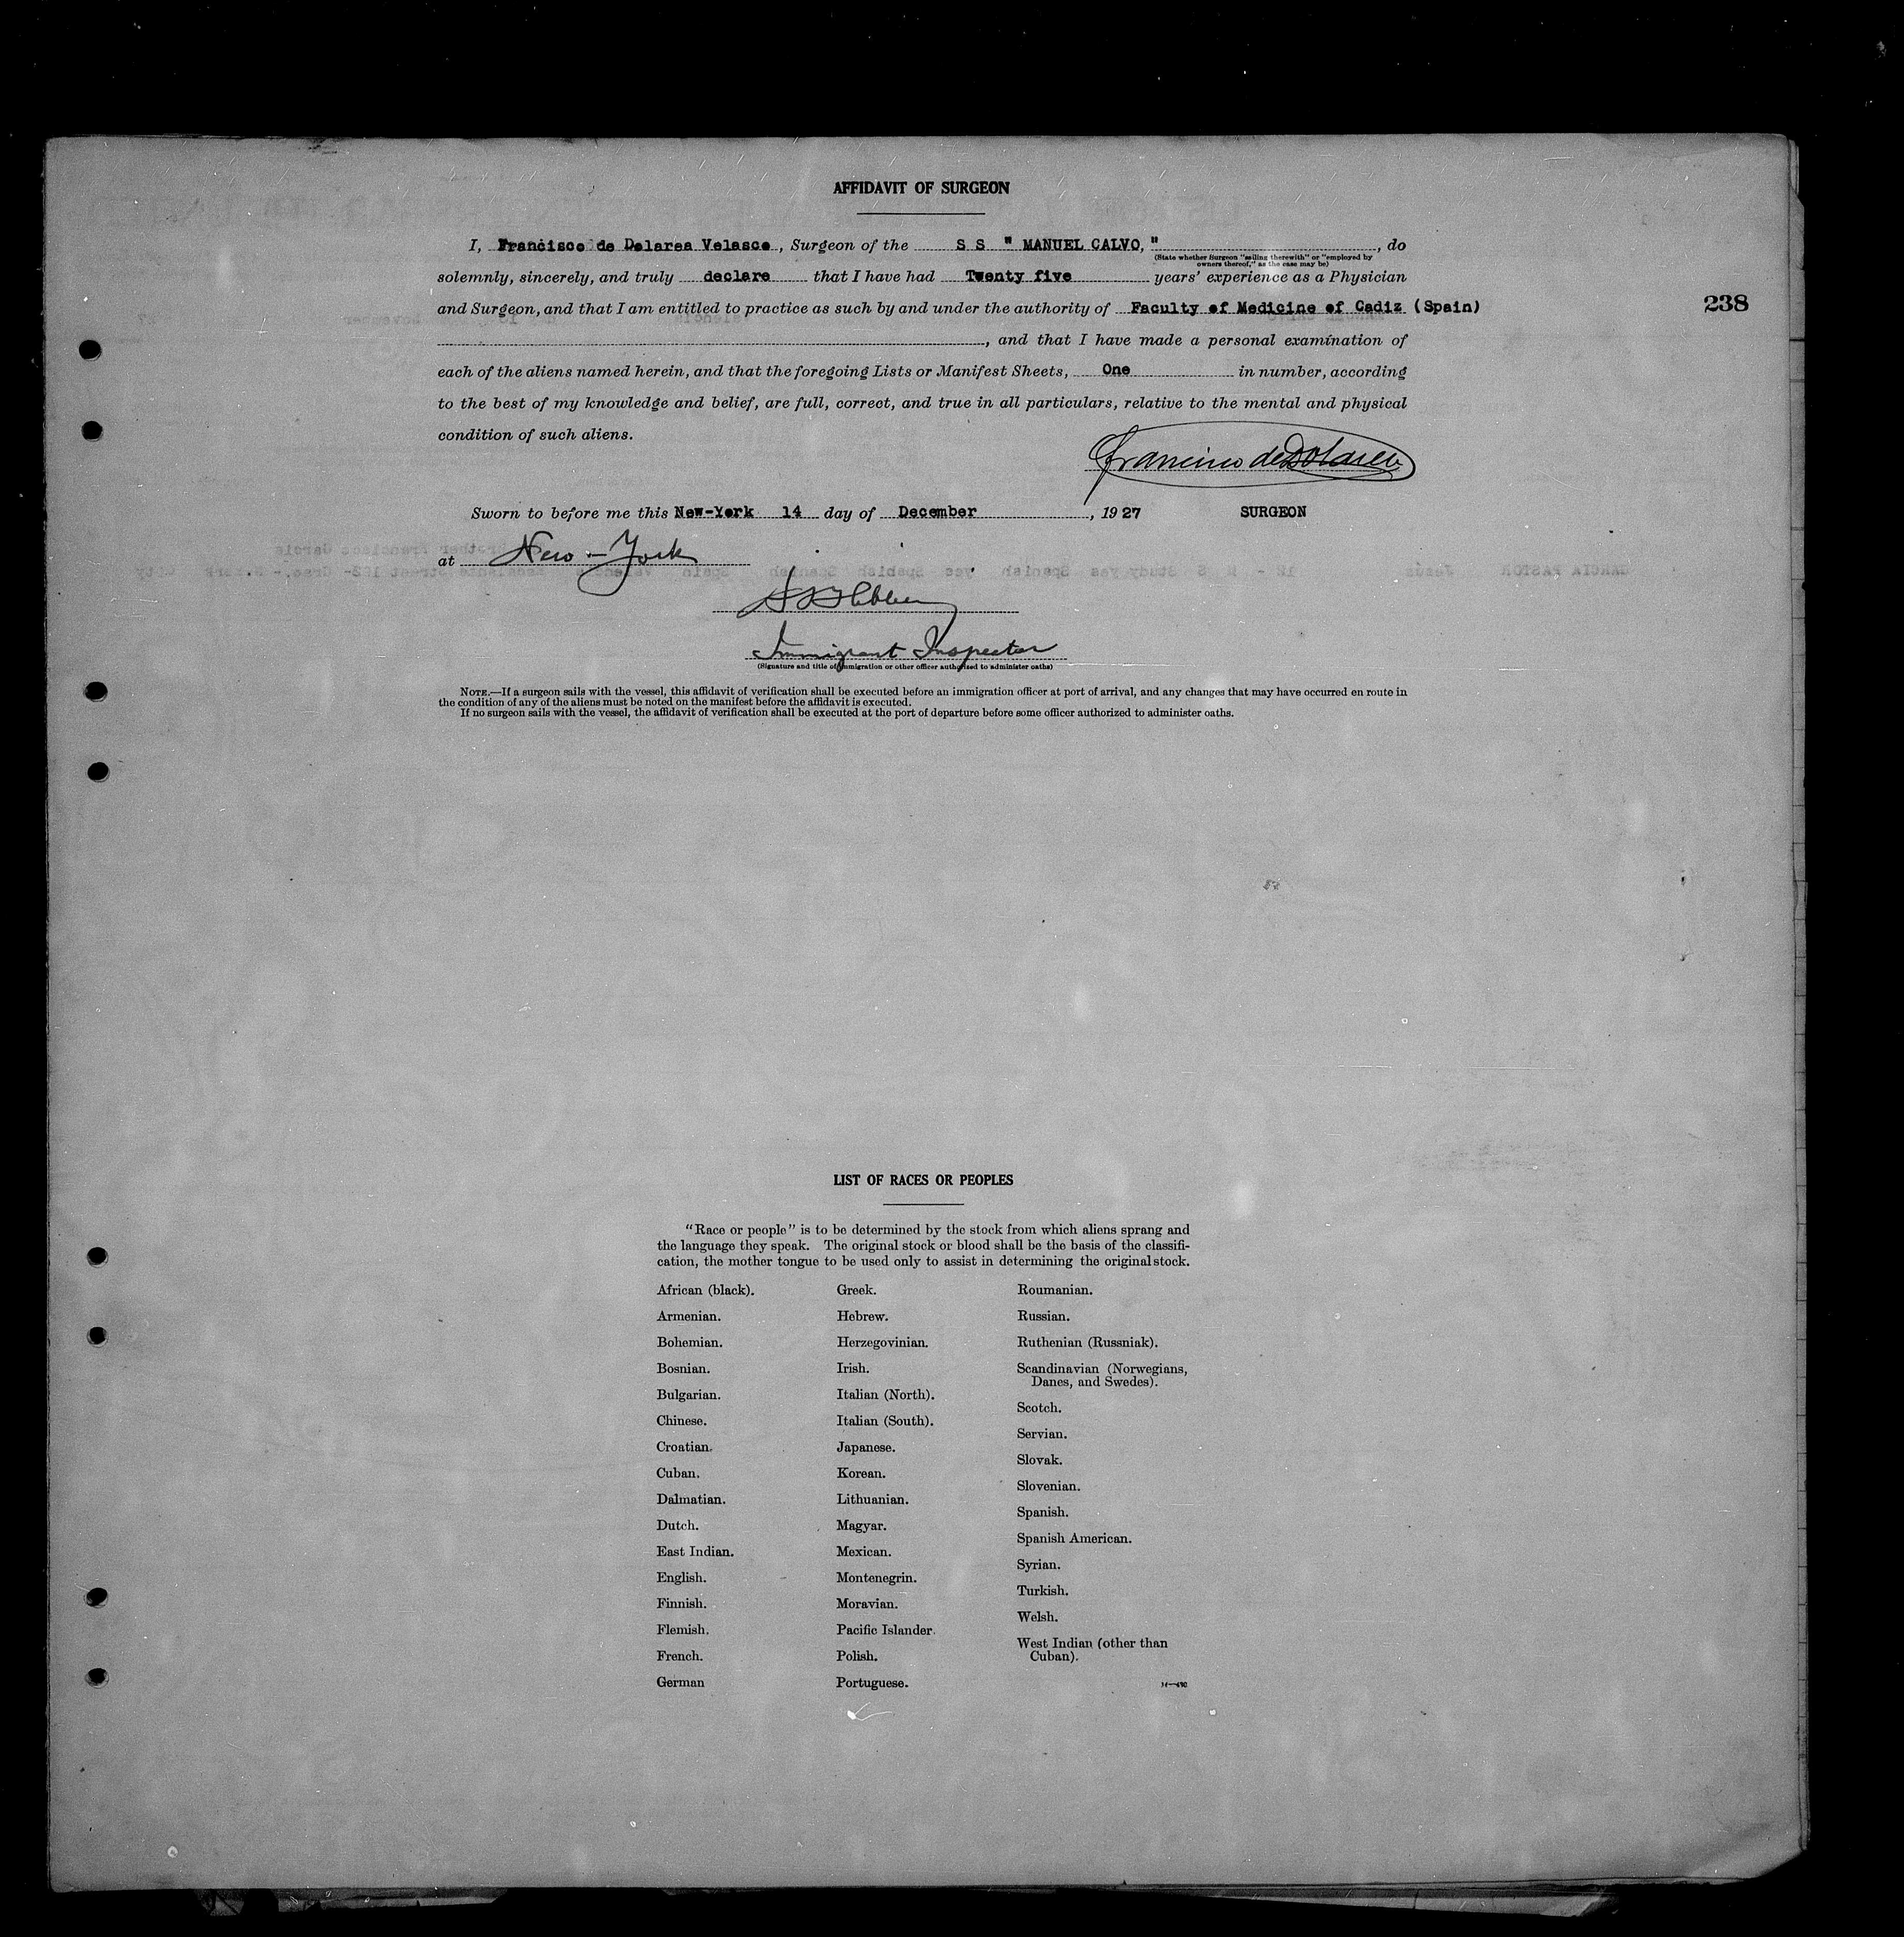 AFFIDAVIT OF SURGEON
I, Francisco de Dolarea Velasco, Surgeon of the S S " MANUEL CALVO, ", do
(State whether Surgeon "sailing therewith" or "employed by
owners thereof," as the case may be)
solemnly, sincerely, and truly declare that I have had Twenty five years' experience as a Physician
and Surgeon, and that I am entitled to practice as such by and under the authority of Faculty of Medicine of Cadiz (Spain)
238
, and that I have made a personal examination of
each of the aliens named herein, and that the foregoing Lists or Manifest Sheets, One in number, according
to the best of my knowledge and belief, are full, correct, and true in all particulars, relative to the mental and physical
condition of such aliens.
Francisco de Dolarea
Sworn to before me this New-York 14 day of December, 1927 SURGEON
at New-York
Immigrant Inspector
(Signature and title of immigration or other officer authorized to administer oaths)
NOTE.—If a surgeon sails with the vessel, this affidavit of verification shall be executed before an immigration officer at port of arrival, and any changes that may have occurred en route in
the condition of any of the aliens must be noted on the manifest before the affidavit is executed.
If no surgeon sails with the vessel, the affidavit of verification shall be executed at the port of departure before some officer authorized to administer oaths.
LIST OF RACES OR PEOPLES
"Race or people" is to be determined by the stock from which aliens sprang and
the language they speak. The original stock or blood shall be the basis of the classifi-
cation, the mother tongue to be used only to assist in determining the original stock.
African (black).
Armenian.
Bohemian.
Bosnian.
Bulgarian.
Chinese.
Croatian.
Cuban.
Dalmatian.
Dutch.
East Indian.
English.
Finnish.
Flemish.
French.
German
Greek.
Hebrew.
Herzegovinian.
Irish.
Italian (North).
Italian (South).
Japanese.
Korean.
Lithuanian.
Magyar.
Mexican.
Montenegrin.
Moravian.
Pacific Islander.
Polish.
Portuguese.
Roumanian.
Russian.
Ruthenian (Russniak).
Scandinavian (Norwegians,
Danes, and Swedes).
Scotch.
Servian.
Slovak.
Slovenian.
Spanish.
Spanish American.
Syrian.
Turkish.
Welsh.
West Indian (other than
Cuban).